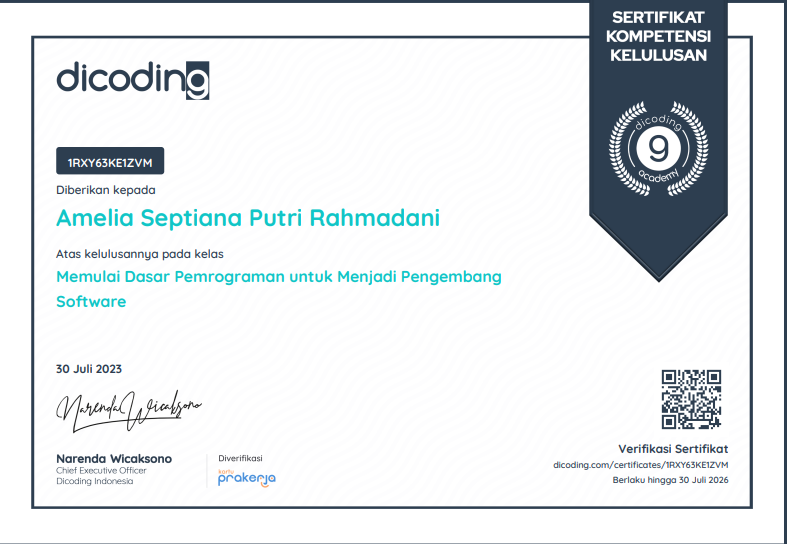 SERTIFIKAT
KOMPETENSI
KELULUSAN
dicoding
dicoding
9
academy
1RXY63KE1ZVM
Diberikan kepada
Amelia Septiana Putri Rahmadani
Atas kelulusannya pada kelas
Memulai Dasar Pemrograman untuk Menjadi Pengembang
Software
30 Juli 2023
Narenda Wicaksono
Narenda Wicaksono
Chief Executive Officer
Dicoding Indonesia
Diverifikasi
kartu
prakerja
Verifikasi Sertifikat
dicoding.com/certificates/1RXY63KE1ZVM
Berlaku hingga 30 Juli 2026